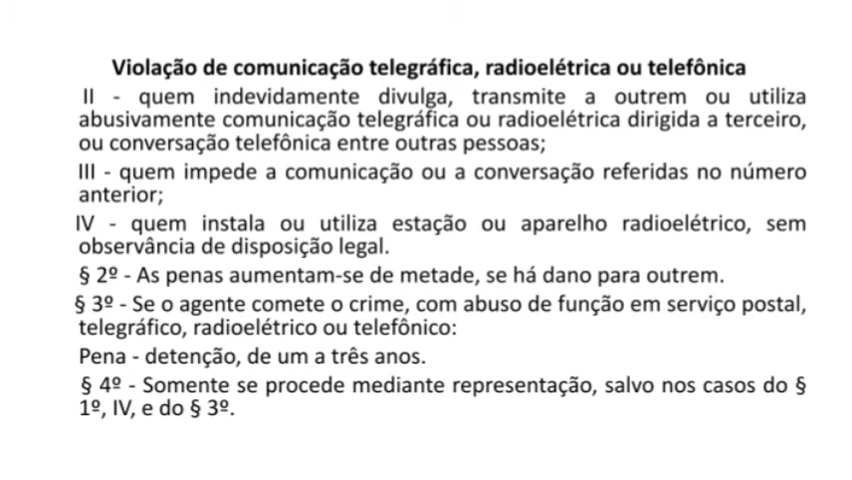 Violação de comunicação telegráfica, radioelétrica ou telefônica
II - quem indevidamente divulga, transmite a outrem ou utiliza
abusivamente comunicação telegráfica ou radioelétrica dirigida a terceiro,
ou conversação telefônica entre outras pessoas;
III - quem impede a comunicação ou a conversação referidas no número
anterior;
IV - quem instala ou utiliza estação ou aparelho radioelétrico, sem
observância de disposição legal.
§ 2º - As penas aumentam-se de metade, se há dano para outrem.
§ 3º - Se o agente comete o crime, com abuso de função em serviço postal,
telegráfico, radioelétrico ou telefônico:
Pena - detenção, de um a três anos.
§ 4º - Somente se procede mediante representação, salvo nos casos do §
1º, IV, e do § 3º.